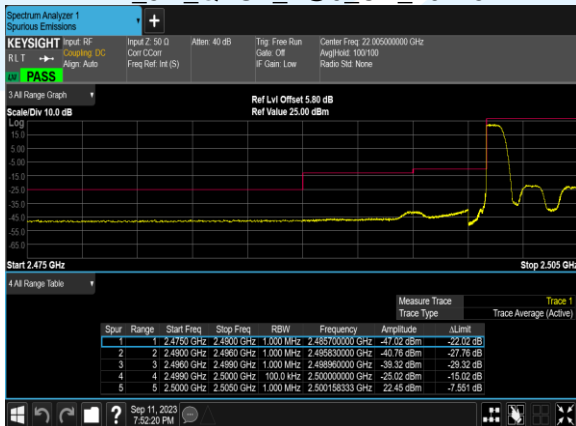 Spectrum Analyzer 1
Spurious Emissions
KEYSIGHT Input: RF Input Z: 50 Ω Atten: 40 dB Trig: Free Run Center Freq: 22.005000000 GHz
RLT Coupling: DC Corr CCorr Gate: Off Avg|Hold: 100/100
Align: Auto Freq Ref: Int (S) IF Gain: Low Radio Std: None
PASS
3 All Range Graph
Ref Lvl Offset 5.80 dB
Scale/Div 10.0 dB Ref Value 25.00 dBm
Log
15.0
5.00
-5.00
-15.0
-25.0
-35.0
-45.0
-55.0
-65.0
Start 2.475 GHz Stop 2.505 GHz
4 All Range Table
Measure Trace Trace 1
Trace Type Trace Average (Active)
Spur Range Start Freq Stop Freq RBW Frequency Amplitude ΔLimit
1 1 2.4750 GHz 2.4900 GHz 1.000 MHz 2.485700000 GHz -47.02 dBm -22.02 dB
2 2 2.4900 GHz 2.4960 GHz 1.000 MHz 2.495830000 GHz -40.76 dBm -27.76 dB
3 3 2.4960 GHz 2.4990 GHz 1.000 MHz 2.498960000 GHz -39.32 dBm -29.32 dB
4 4 2.4990 GHz 2.5000 GHz 100.0 kHz 2.500000000 GHz -25.02 dBm -15.02 dB
5 5 2.5000 GHz 2.5050 GHz 1.000 MHz 2.500158333 GHz 22.45 dBm -7.551 dB
Sep 11, 2023
7:52:20 PM